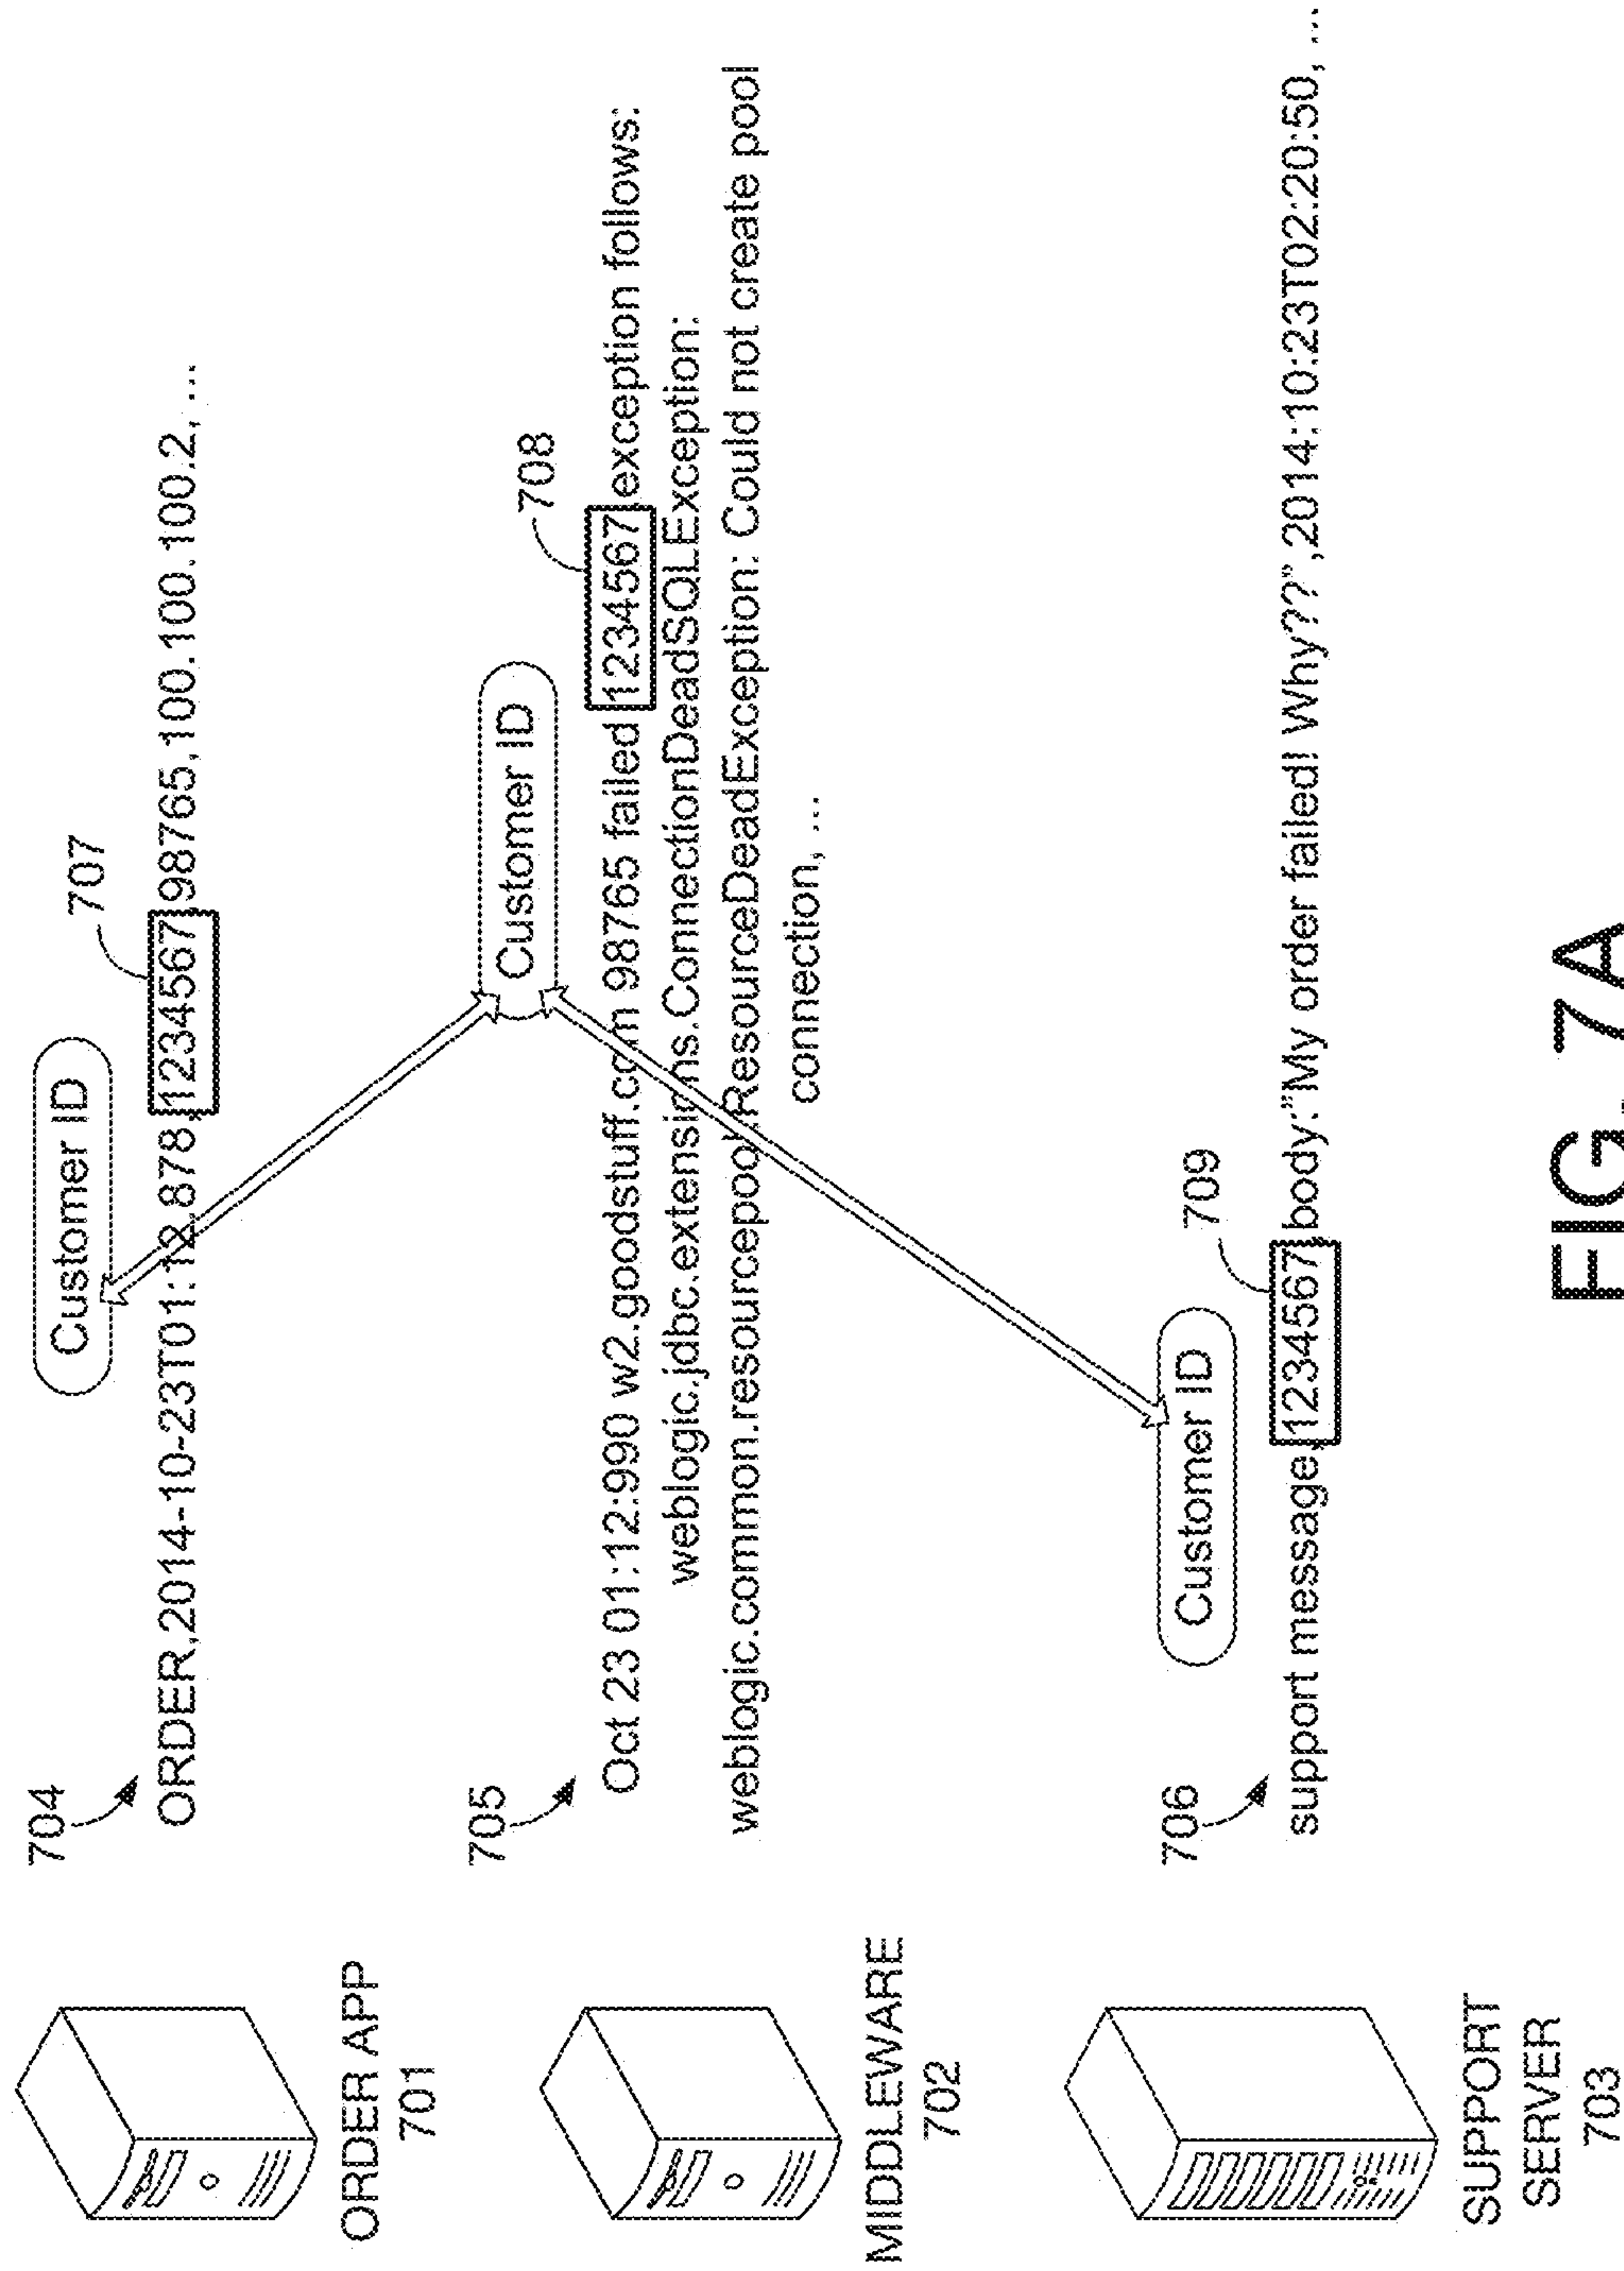 704
Customer ID
707
ORDER,2014-10-23T01:12.878,1234567,98765,100.100.100.2, ...
ORDER APP
701
705
Customer ID
708
Oct 23 01:12:990 w2.goodstuff.com 98765 failed 1234567 exception follows:
weblogic.jdbc.extensions.ConnectionDeadSQLException:
weblogic.common.resourcepool.ResourceDeadException: Could not create pool
connection, ...
MIDDLEWARE
702
706
Customer ID
709
support message,1234567,body:"My order failed! Why??",2014:10:23T02:20:50, ...
SUPPORT
SERVER
703
FIG. 7A